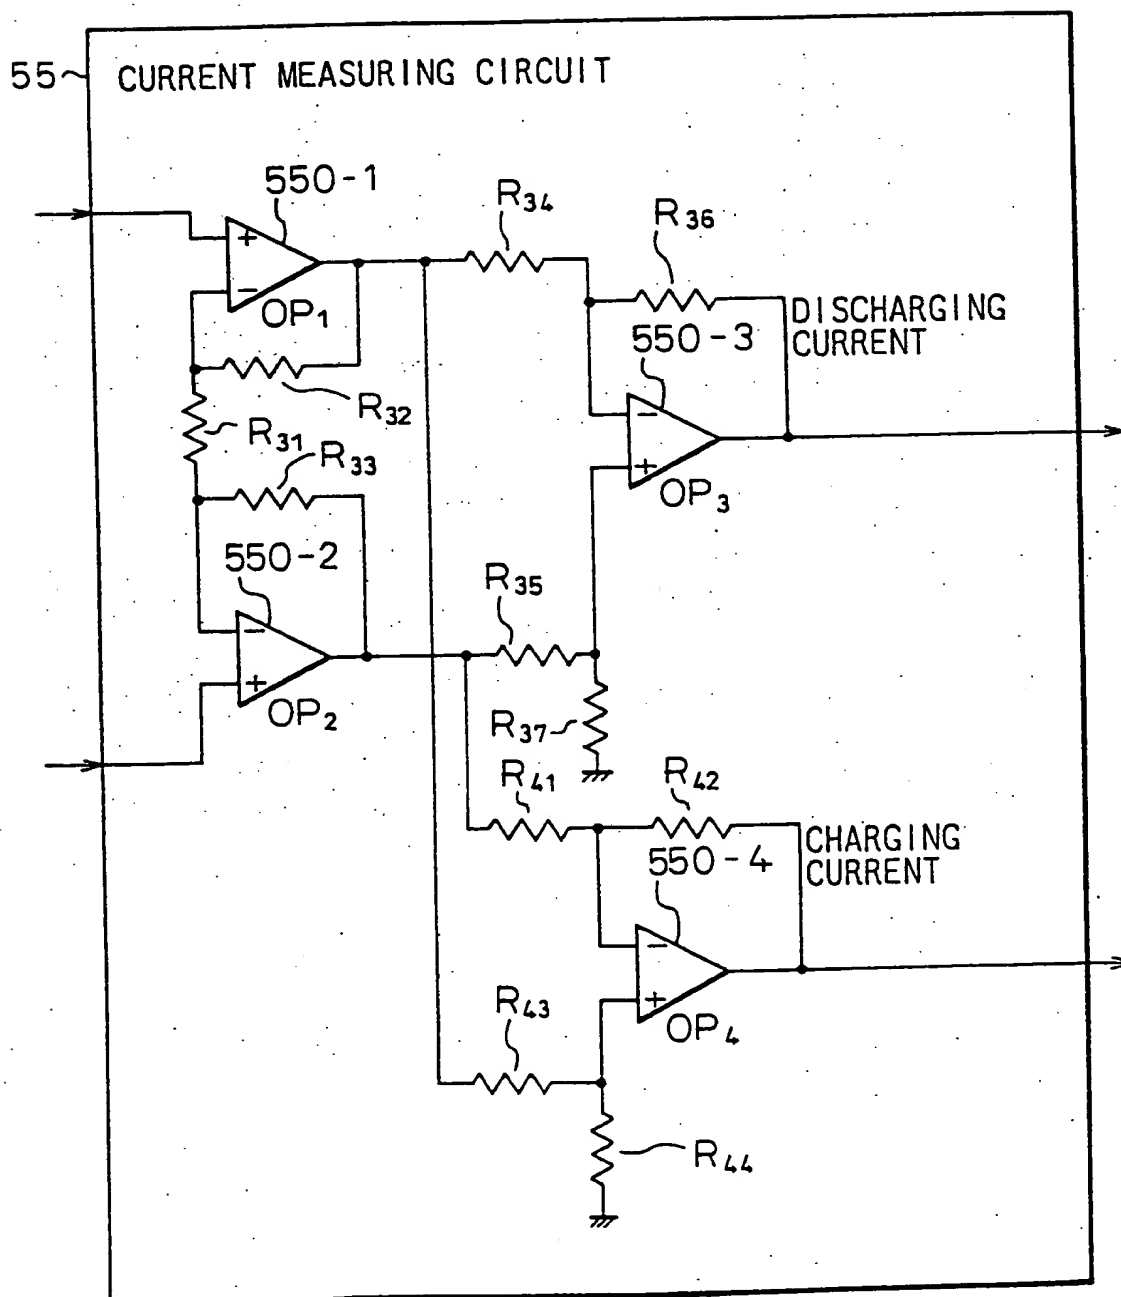 55 CURRENT MEASURING CIRCUIT
550-1
R34
R36
OP1
DISCHARGING
CURRENT
550-3
R32
R31
R33
OP3
550-2
R35
OP2
R37
R41
R42
CHARGING
CURRENT
550-4
R43
OP4
R44
+
−
−
+
−
+
−
+